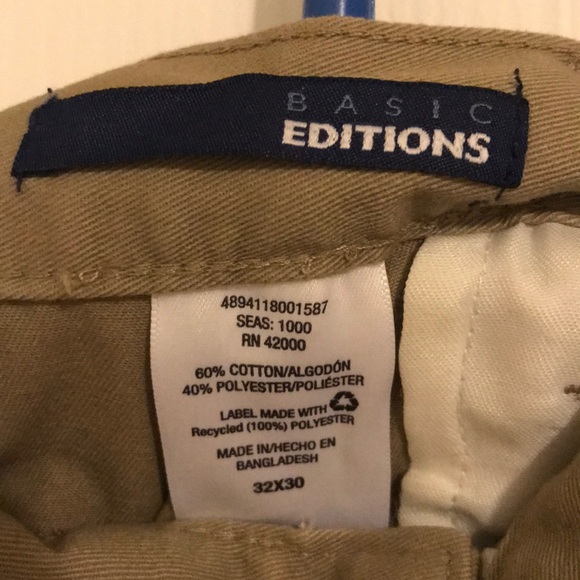 BASIC
EDITIONS
4894118001587
SEAS: 1000
RN 42000
60% COTTON/ALGODÓN
40% POLYESTER/POLIÉSTER
LABEL MADE WITH
Recycled (100%) POLYESTER
MADE IN/HECHO EN
BANGLADESH
32X30